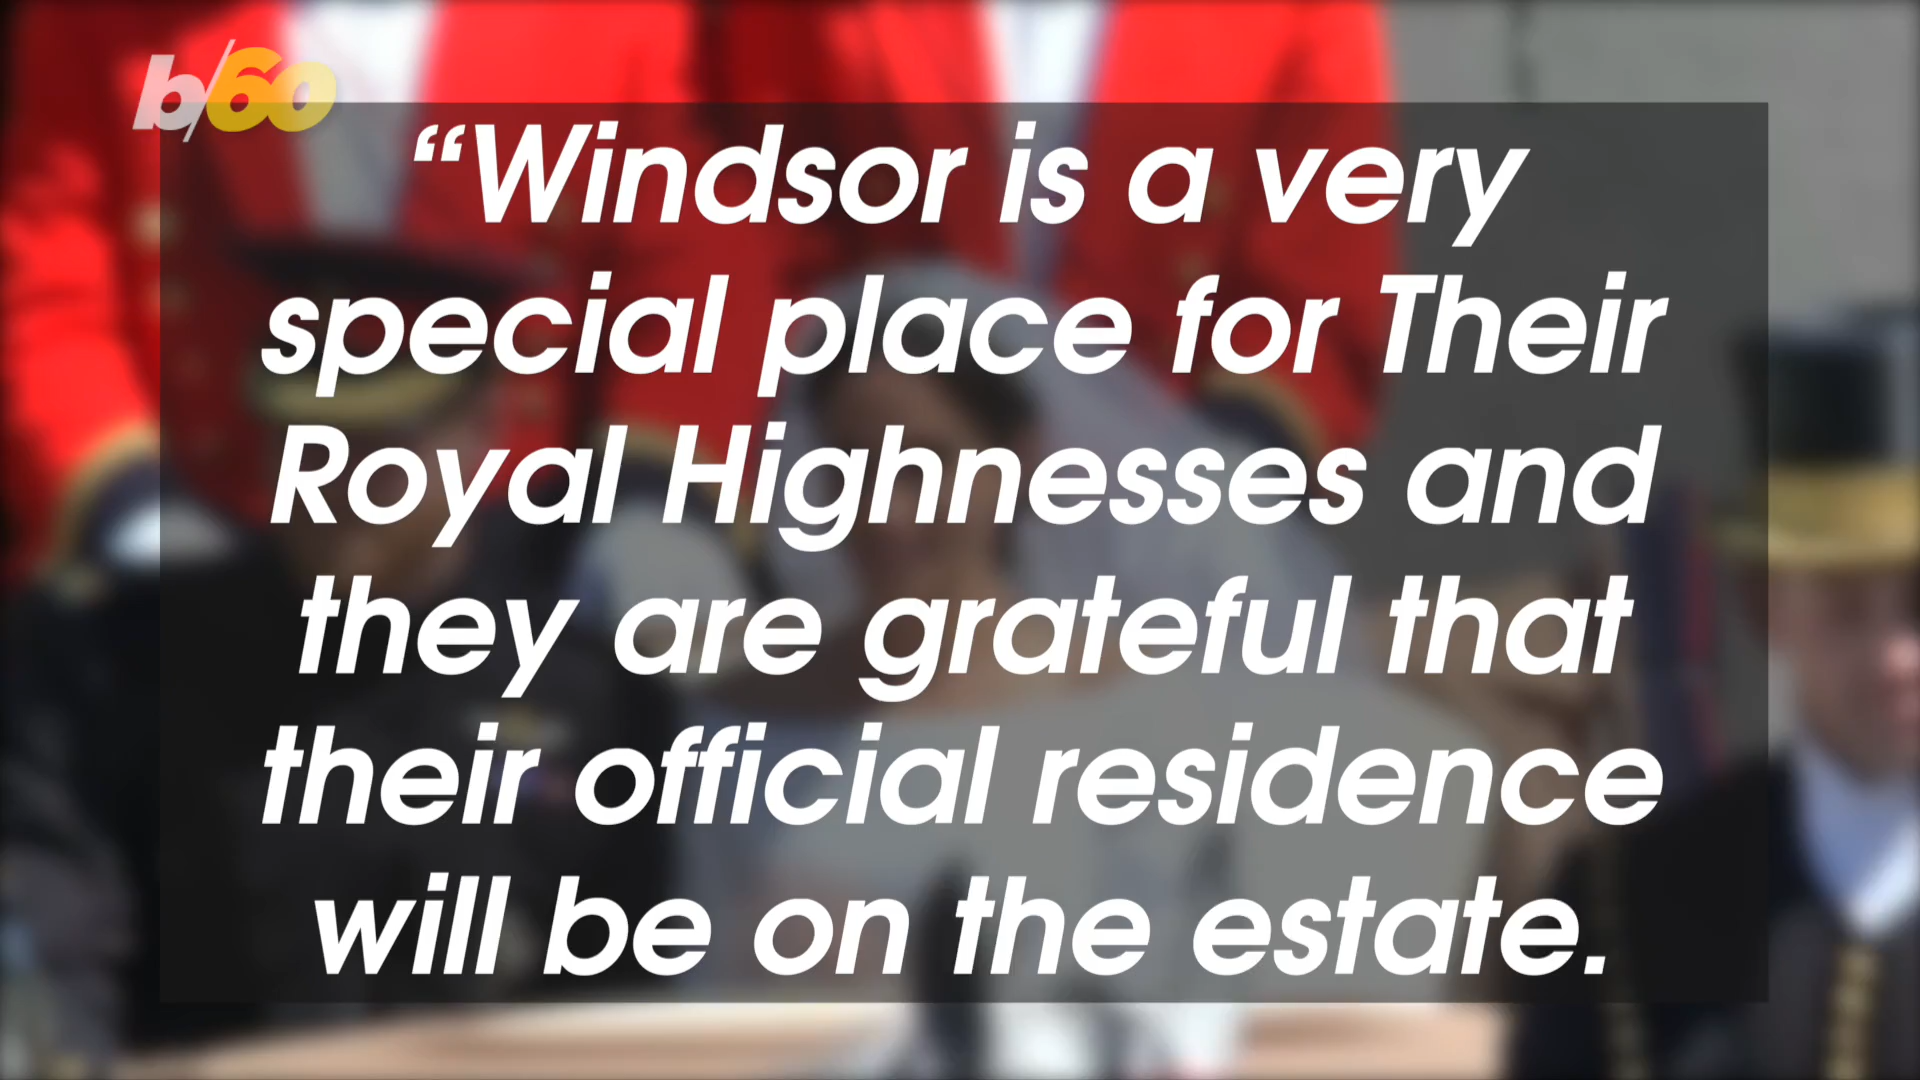 b/60
“Windsor is a very
special place for Their
Royal Highnesses and
they are grateful that
their official residence
will be on the estate.